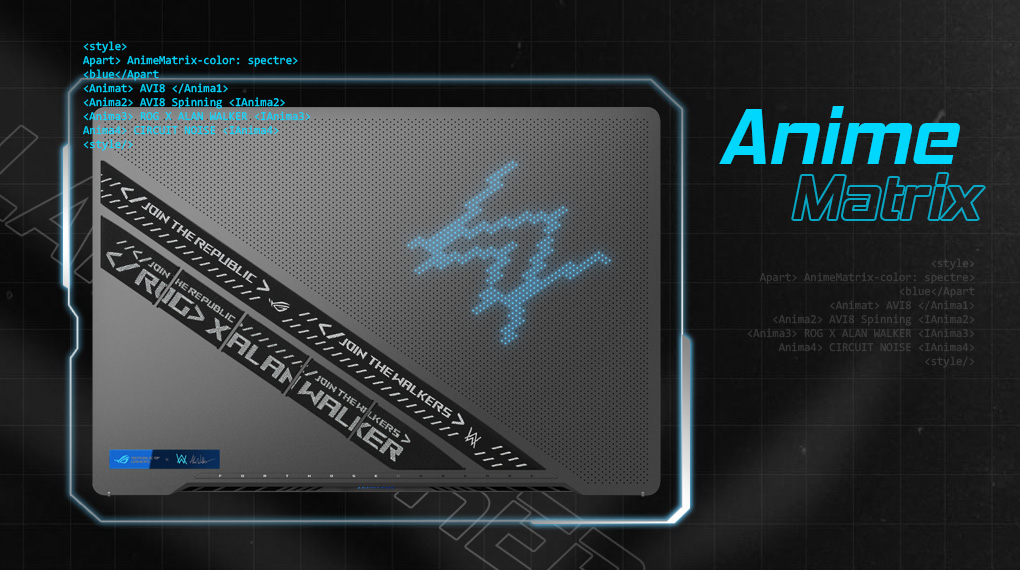 <style>
Apart> AnimeMatrix-color: spectre>
<blue</Apart
<Animat> AVI8 </Anima1>
<Anima2> AVI8 Spinning <IAnima2>
<Anima3> ROG X ALAN WALKER <IAnima3>
Anima4> CIRCUIT NOISE <IAnima4>
<style/>
Anime
Matrix
</JOIN THE REPUBLIC>
</JOIN THE WALKERS>
</JOIN THE REPUBLIC
</ROG> X ALAN WALKER
</JOIN THE WALKERS>
<style>
Apart> AnimeMatrix-color: spectre>
<blue</Apart
<Animat> AVI8 </Anima1>
<Anima2> AVI8 Spinning <IAnima2>
<Anima3> ROG X ALAN WALKER <IAnima3>
Anima4> CIRCUIT NOISE <IAnima4>
<style/>